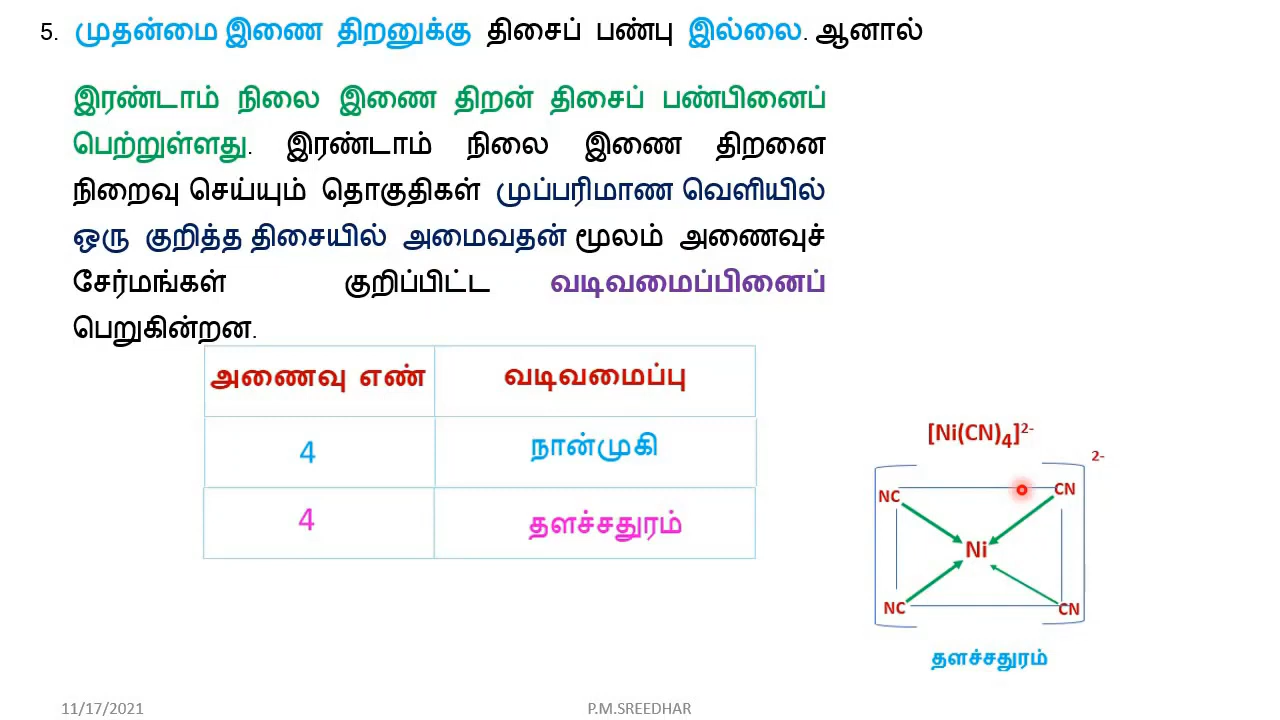 5. முதன்மை இணை திறனுக்கு திசைப் பண்பு இல்லை. ஆனால்
இரண்டாம் நிலை இணை திறன் திசைப் பண்பினைப்
பெற்றுள்ளது. இரண்டாம் நிலை இணை திறனை
நிறைவு செய்யும் தொகுதிகள் முப்பரிமாண வெளியில்
ஒரு குறித்த திசையில் அமைவதன் மூலம் அணைவுச்
சேர்மங்கள் குறிப்பிட்ட வடிவமைப்பினைப்
பெறுகின்றன.
அணைவு எண் வடிவமைப்பு
4 நான்முகி
4 தளச்சதுரம்
[Ni(CN)₄]²⁻
2-
NC CN
Ni
NC CN
தளச்சதுரம்
11/17/2021 P.M.SREEDHAR